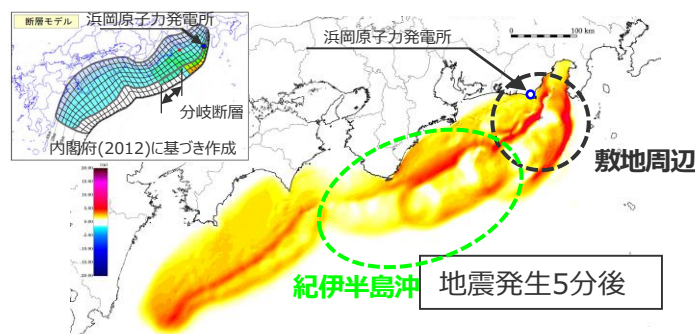 断層モデル
浜岡原子力発電所
分岐断層
内閣府(2012)に基づき作成
浜岡原子力発電所
0 100 km
敷地周辺
紀伊半島沖
地震発生5分後